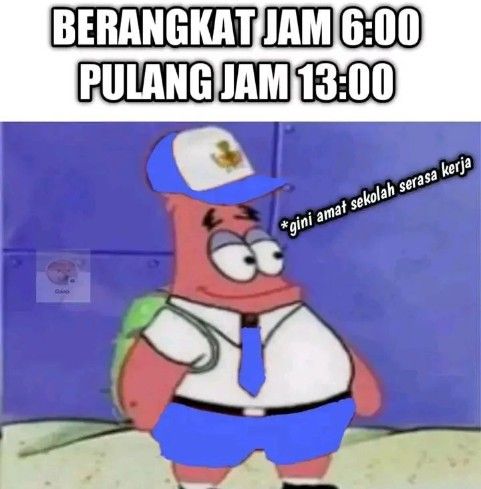 BERANGKAT JAM 6:00
PULANG JAM 13:00
*gini amat sekolah serasa kerja